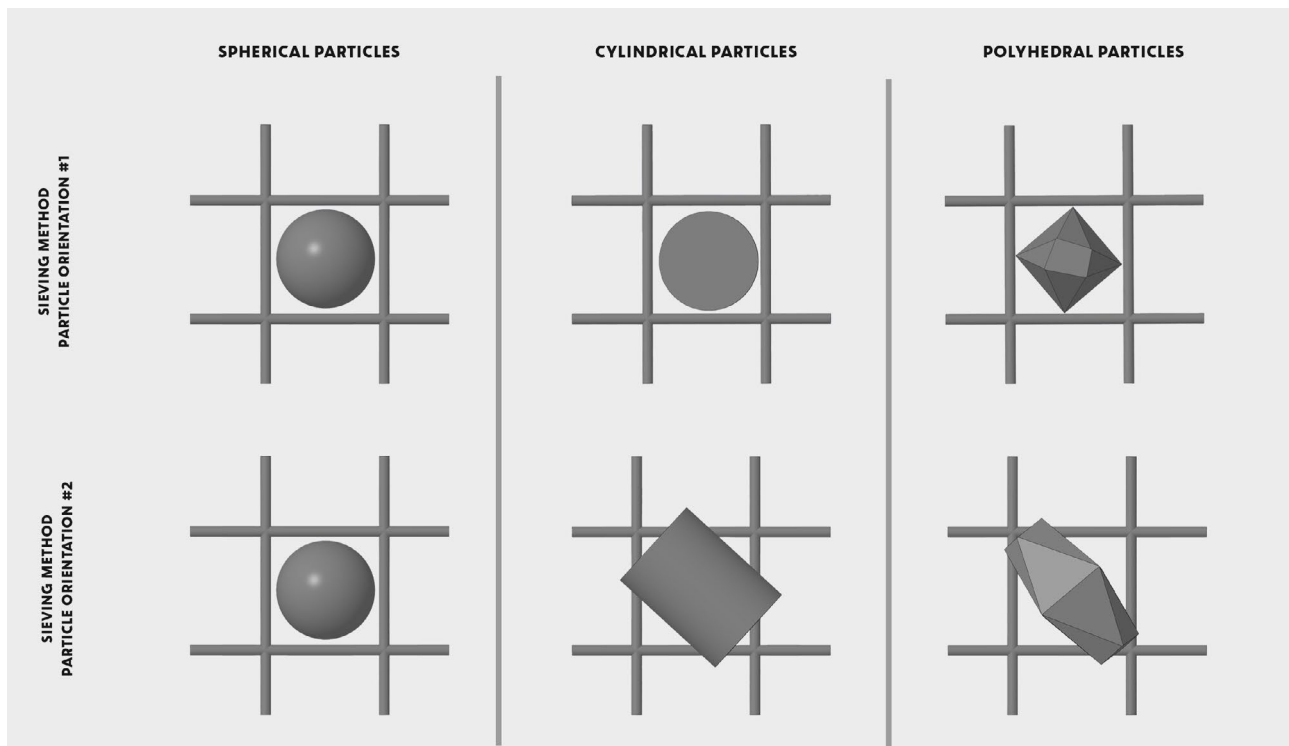 SPHERICAL PARTICLES
CYLINDRICAL PARTICLES
POLYHEDRAL PARTICLES
SIEVING METHOD
PARTICLE ORIENTATION #1
SIEVING METHOD
PARTICLE ORIENTATION #2